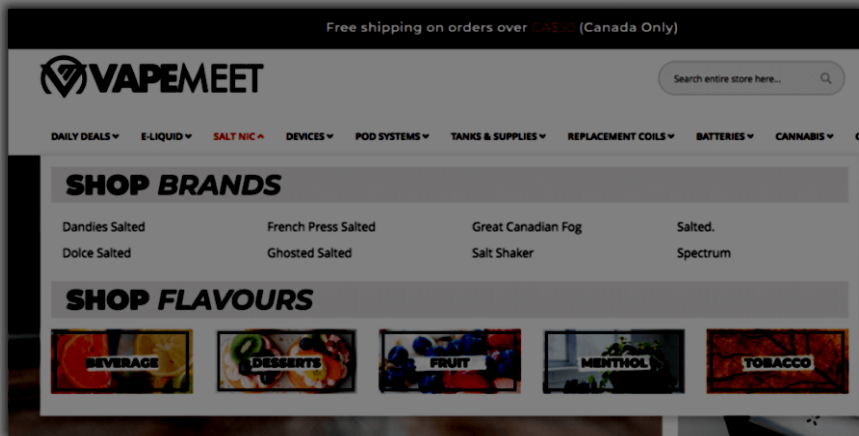 Free shipping on orders over CA$50 (Canada Only)
VAPEMEET
Search entire store here...
DAILY DEALS E-LIQUID SALT NIC DEVICES POD SYSTEMS TANKS & SUPPLIES REPLACEMENT COILS BATTERIES CANNABIS
SHOP BRANDS
Dandies Salted French Press Salted Great Canadian Fog Salted.
Dolce Salted Ghosted Salted Salt Shaker Spectrum
SHOP FLAVOURS
BEVERAGE DESSERTS FRUIT MENTHOL TOBACCO